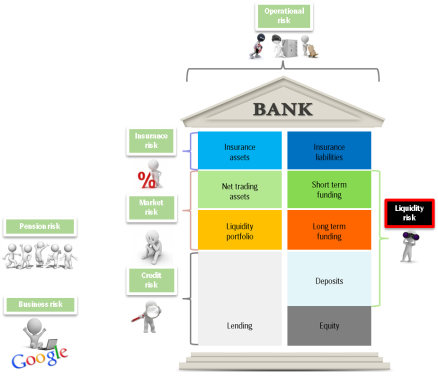 Operational
risk
BANK
Insurance
risk
Insurance
assets
Insurance
liabilities
%
Net trading
assets
Short term
funding
Market
risk
Liquidity
risk
Liquidity
portfolio
Long term
funding
Pension risk
Credit
risk
Deposits
Business risk
Lending
Equity
Google